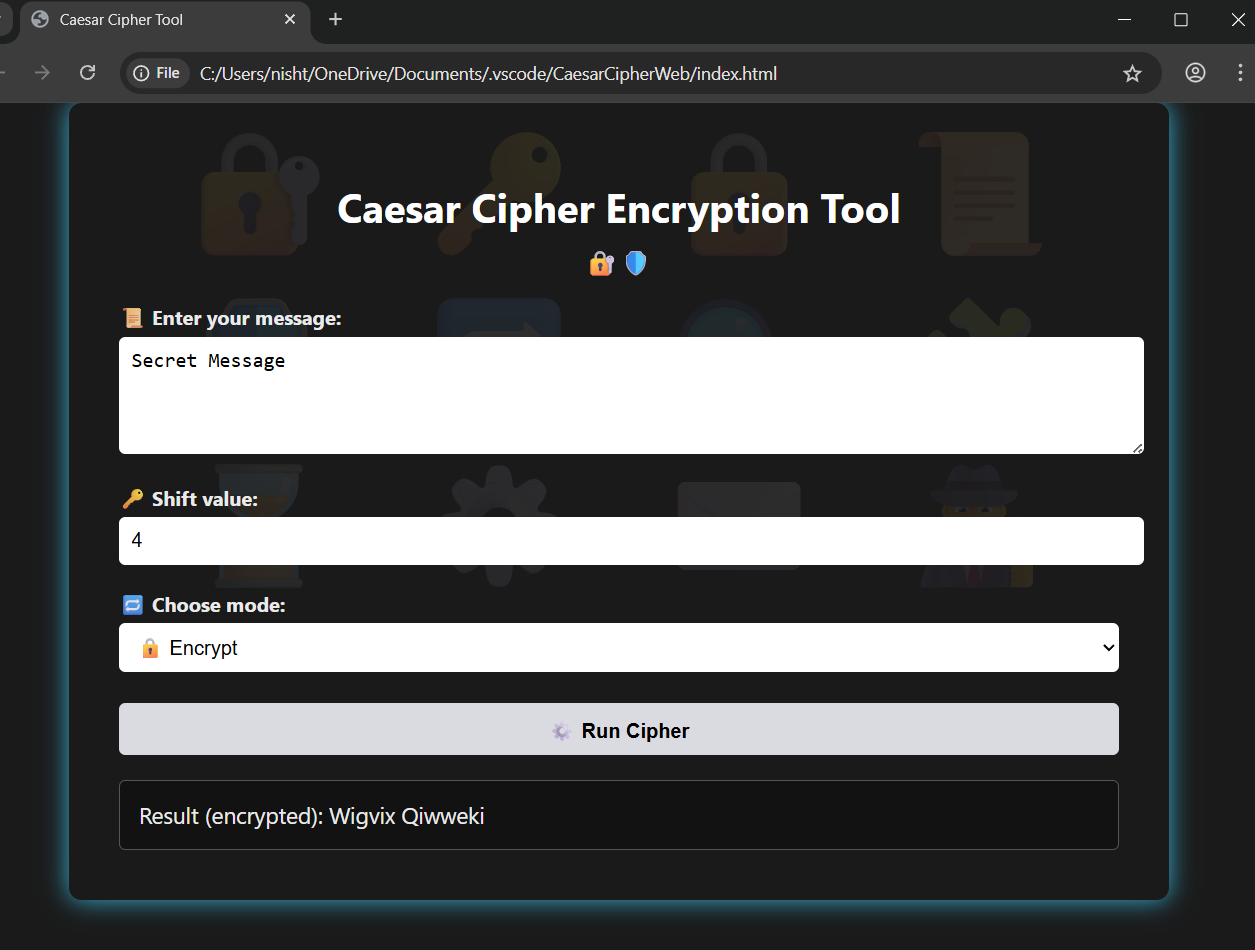 Caesar Cipher Tool
File C:/Users/nisht/OneDrive/Documents/.vscode/CaesarCipherWeb/index.html
Caesar Cipher Encryption Tool
Enter your message:
Secret Message
Shift value:
4
Choose mode:
Encrypt
Run Cipher
Result (encrypted): Wigvix Qiwweki